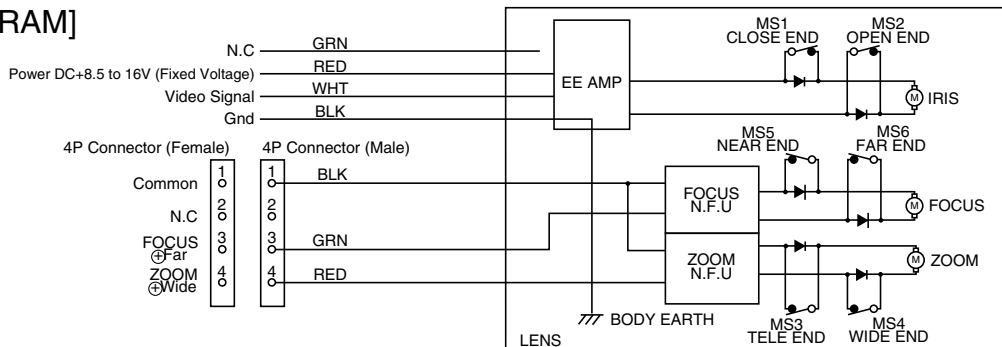 RAM]
N.C GRN
Power DC+8.5 to 16V (Fixed Voltage) RED
Video Signal WHT
Gnd BLK
EE AMP
MS1
CLOSE END
MS2
OPEN END
M IRIS
4P Connector (Female) 4P Connector (Male)
Common 1 1 BLK
N.C 2 2
FOCUS
⊕Far 3 3 GRN
ZOOM
⊕Wide 4 4 RED
MS5
NEAR END
MS6
FAR END
FOCUS
N.F.U
M FOCUS
ZOOM
N.F.U
M ZOOM
MS3
TELE END
MS4
WIDE END
BODY EARTH
LENS